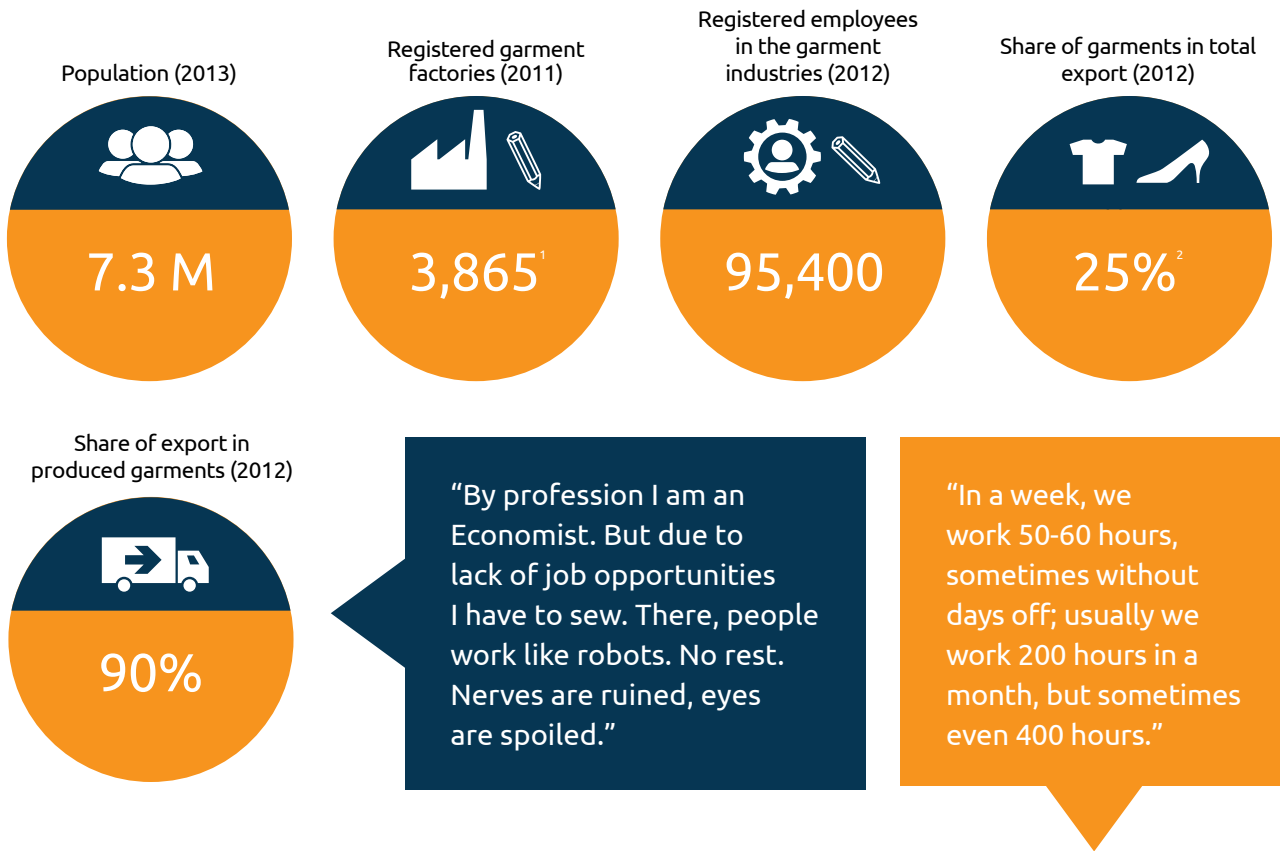 Population (2013)
7.3 M
Registered garment
factories (2011)
3,865¹
Registered employees
in the garment
industries (2012)
95,400
Share of garments in total
export (2012)
25%²
Share of export in
produced garments (2012)
90%
“By profession I am an
Economist. But due to
lack of job opportunities
I have to sew. There, people
work like robots. No rest.
Nerves are ruined, eyes
are spoiled.”
“In a week, we
work 50-60 hours,
sometimes without
days off; usually we
work 200 hours in a
month, but sometimes
even 400 hours.”